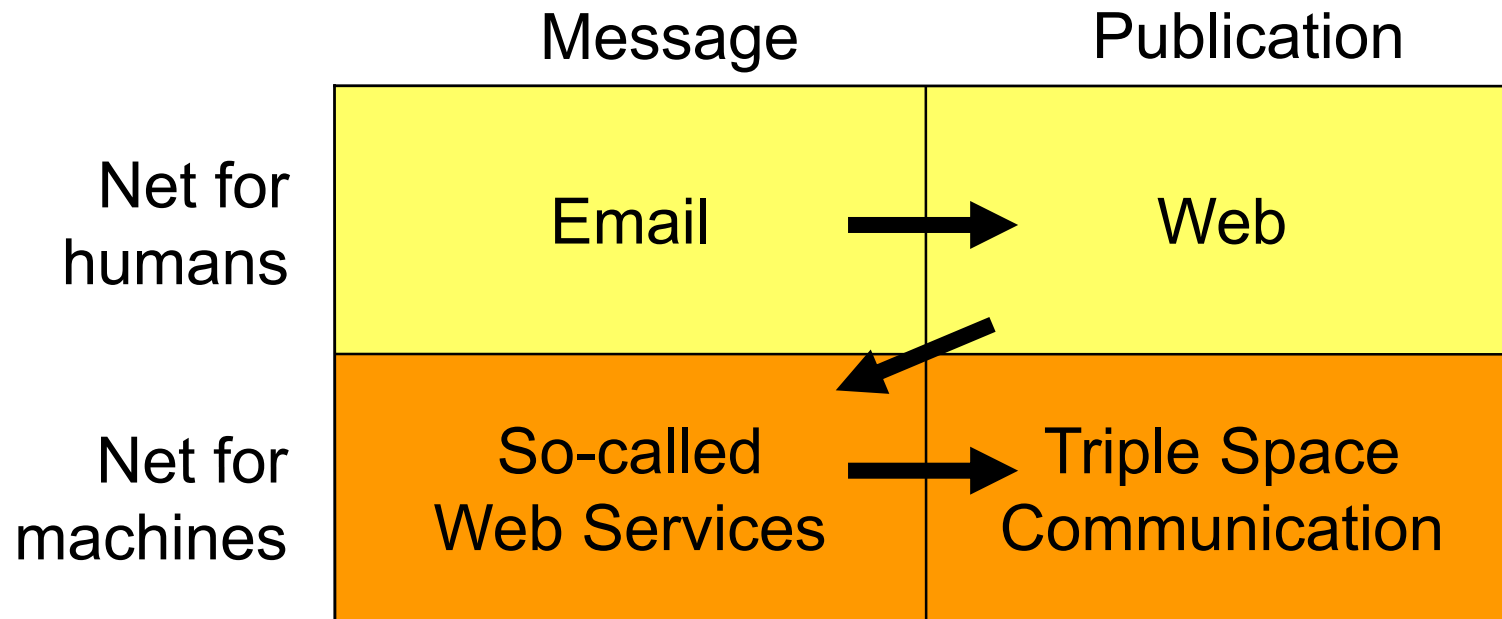 Message
Publication
Net for
humans
Email
Web
Net for
machines
So-called
Web Services
Triple Space
Communication